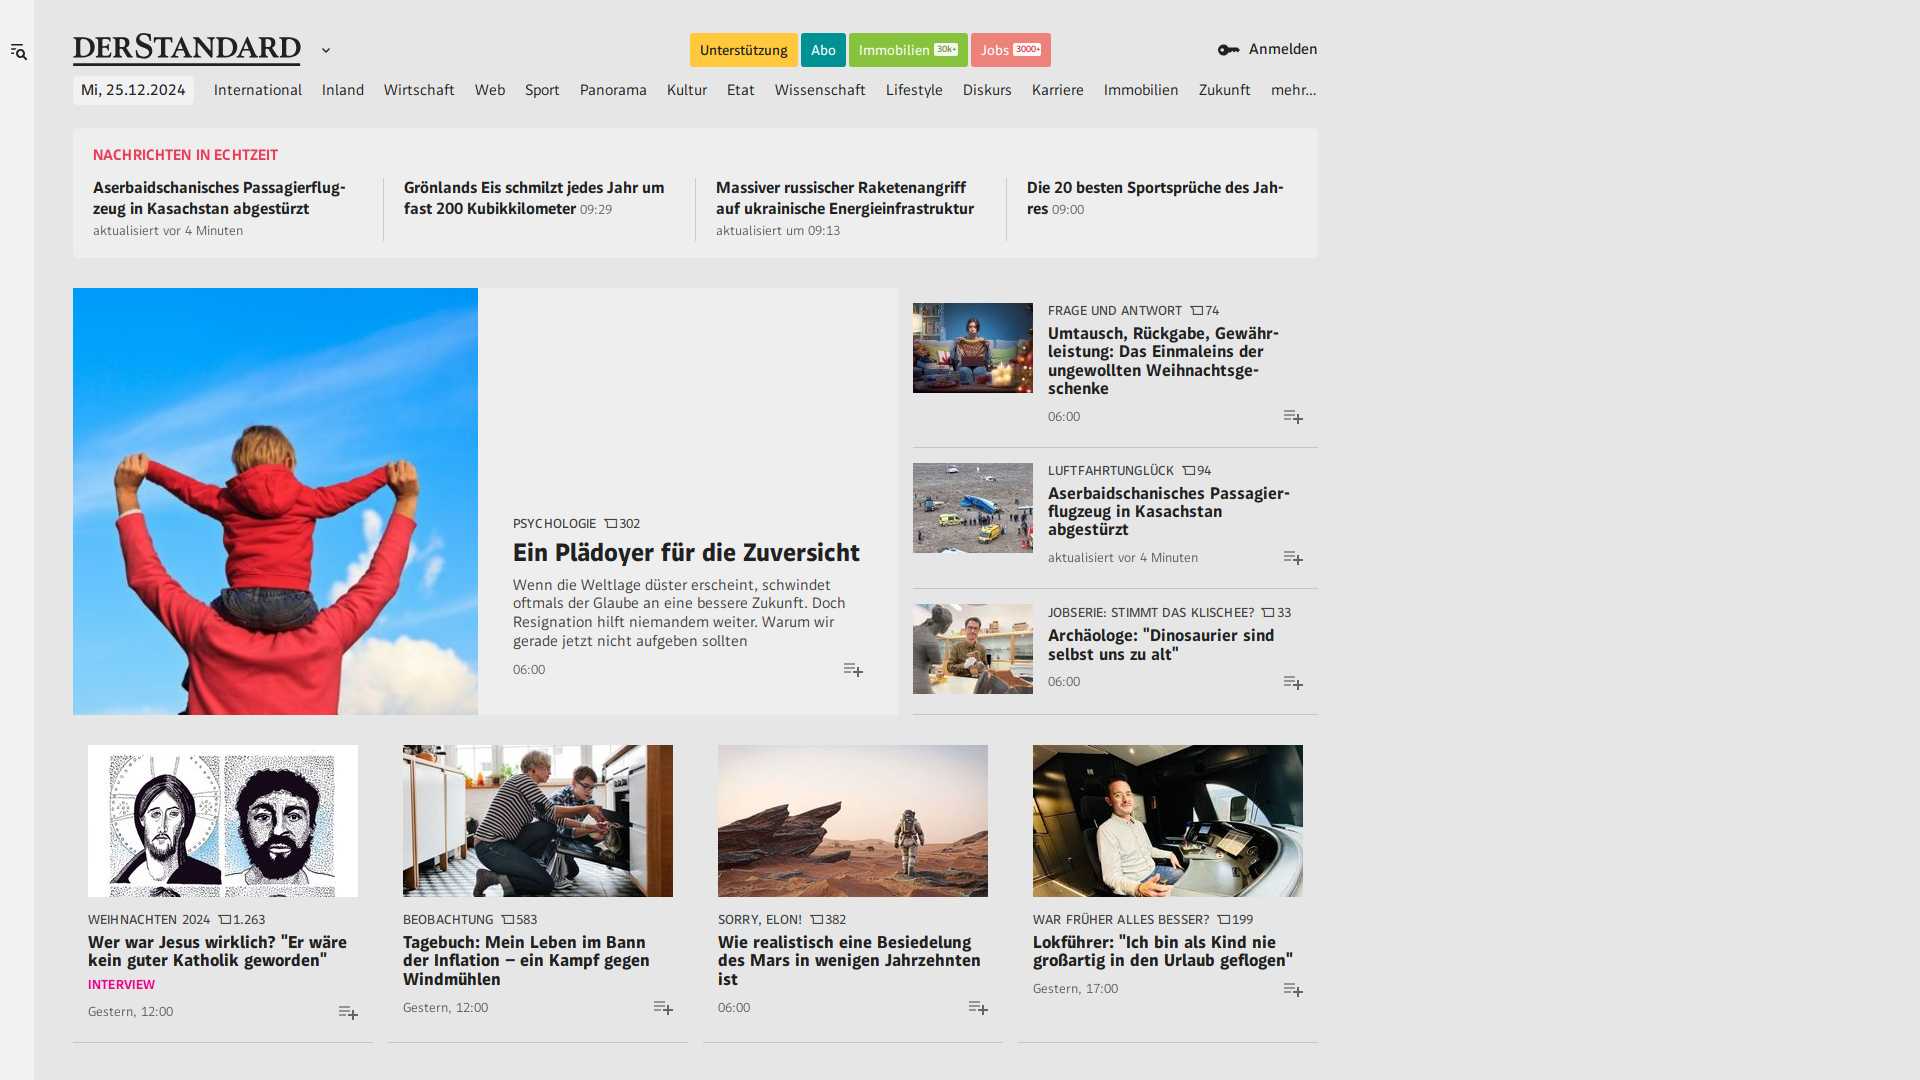 DERSTANDARD
Unterstützung
Abo
Immobilien 30k+
Jobs 3000+
Anmelden
Mi, 25.12.2024
International
Inland
Wirtschaft
Web
Sport
Panorama
Kultur
Etat
Wissenschaft
Lifestyle
Diskurs
Karriere
Immobilien
Zukunft
mehr...
NACHRICHTEN IN ECHTZEIT
Aserbaidschanisches Passagierflug-
zeug in Kasachstan abgestürzt
aktualisiert vor 4 Minuten
Grönlands Eis schmilzt jedes Jahr um
fast 200 Kubikkilometer 09:29
Massiver russischer Raketenangriff
auf ukrainische Energieinfrastruktur
aktualisiert um 09:13
Die 20 besten Sportsprüche des Jah-
res 09:00
PSYCHOLOGIE 302
Ein Plädoyer für die Zuversicht
Wenn die Weltlage düster erscheint, schwindet
oftmals der Glaube an eine bessere Zukunft. Doch
Resignation hilft niemandem weiter. Warum wir
gerade jetzt nicht aufgeben sollten
06:00
FRAGE UND ANTWORT 74
Umtausch, Rückgabe, Gewähr-
leistung: Das Einmaleins der
ungewollten Weihnachtsge-
schenke
06:00
LUFTFAHRTUNGLÜCK 94
Aserbaidschanisches Passagier-
flugzeug in Kasachstan
abgestürzt
aktualisiert vor 4 Minuten
JOBSERIE: STIMMT DAS KLISCHEE? 33
Archäologe: "Dinosaurier sind
selbst uns zu alt"
06:00
WEIHNACHTEN 2024 1.263
Wer war Jesus wirklich? "Er wäre
kein guter Katholik geworden"
INTERVIEW
Gestern, 12:00
BEOBACHTUNG 583
Tagebuch: Mein Leben im Bann
der Inflation – ein Kampf gegen
Windmühlen
Gestern, 12:00
SORRY, ELON! 382
Wie realistisch eine Besiedelung
des Mars in wenigen Jahrzehnten
ist
06:00
WAR FRÜHER ALLES BESSER? 199
Lokführer: "Ich bin als Kind nie
großartig in den Urlaub geflogen"
Gestern, 17:00